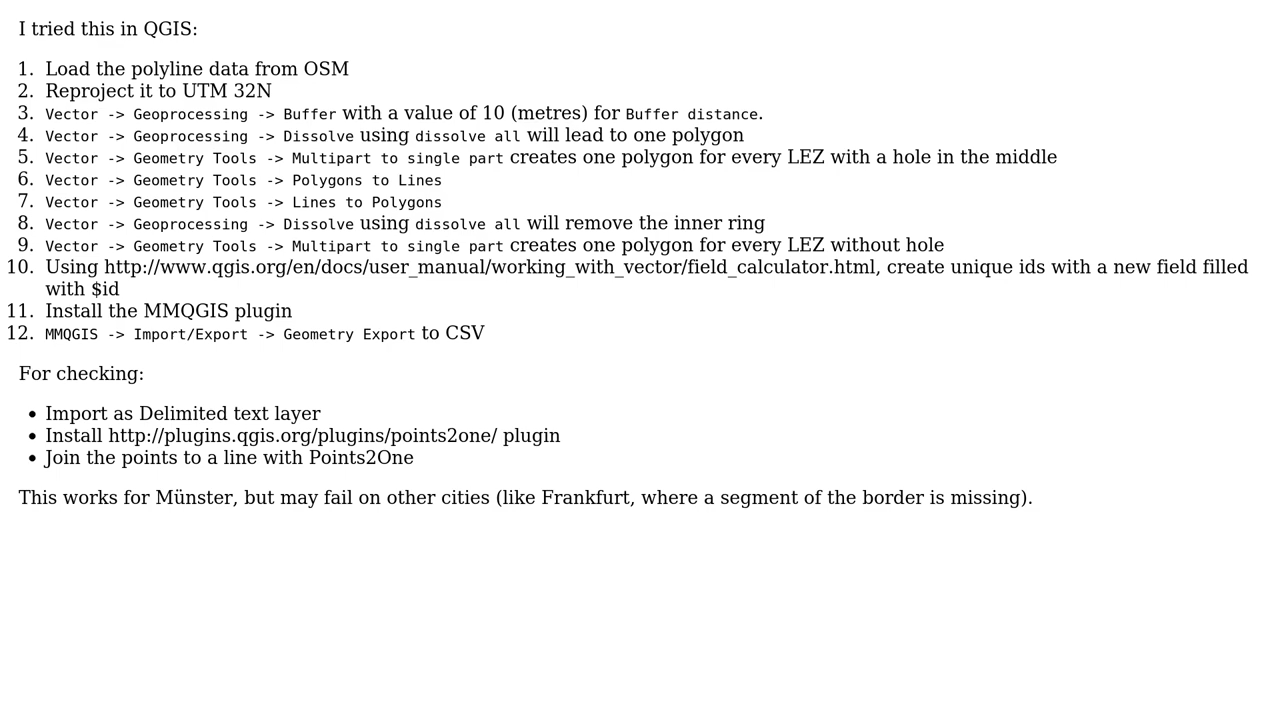 I tried this in QGIS:
1. Load the polyline data from OSM
2. Reproject it to UTM 32N
3. Vector -> Geoprocessing -> Buffer with a value of 10 (metres) for Buffer distance.
4. Vector -> Geoprocessing -> Dissolve using dissolve all will lead to one polygon
5. Vector -> Geometry Tools -> Multipart to single part creates one polygon for every LEZ with a hole in the middle
6. Vector -> Geometry Tools -> Polygons to Lines
7. Vector -> Geometry Tools -> Lines to Polygons
8. Vector -> Geoprocessing -> Dissolve using dissolve all will remove the inner ring
9. Vector -> Geometry Tools -> Multipart to single part creates one polygon for every LEZ without hole
10. Using http://www.qgis.org/en/docs/user_manual/working_with_vector/field_calculator.html, create unique ids with a new field filled
with $id
11. Install the MMQGIS plugin
12. MMQGIS -> Import/Export -> Geometry Export to CSV
For checking:
• Import as Delimited text layer
• Install http://plugins.qgis.org/plugins/points2one/ plugin
• Join the points to a line with Points2One
This works for Münster, but may fail on other cities (like Frankfurt, where a segment of the border is missing).